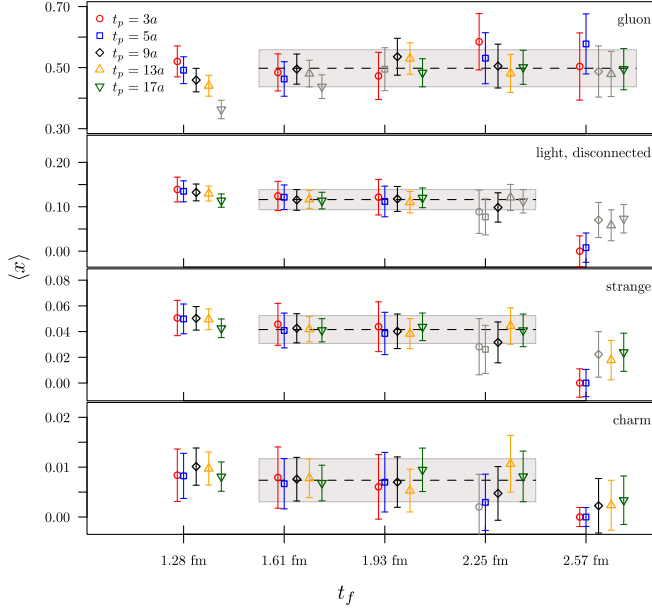 0.70
0.50
0.30
t_p = 3a
t_p = 5a
t_p = 9a
t_p = 13a
t_p = 17a
gluon
0.20
0.10
0.00
light, disconnected
⟨x⟩
0.08
0.06
0.04
0.02
0.00
strange
0.02
0.01
0.00
charm
1.28 fm 1.61 fm 1.93 fm 2.25 fm 2.57 fm
t_f